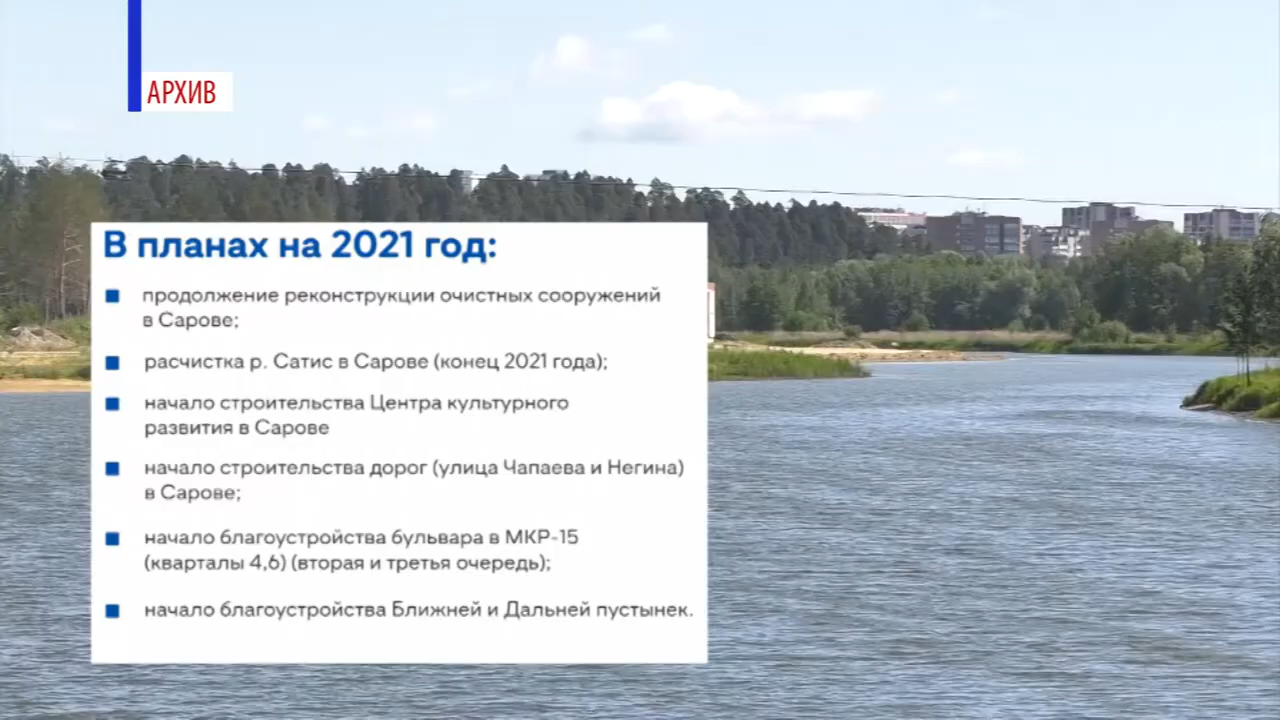 АРХИВ
В планах на 2021 год:
продолжение реконструкции очистных сооружений
в Сарове;
расчистка р. Сатис в Сарове (конец 2021 года);
начало строительства Центра культурного
развития в Сарове
начало строительства дорог (улица Чапаева и Негина)
в Сарове;
начало благоустройства бульвара в МКР-15
(кварталы 4,6) (вторая и третья очередь);
начало благоустройства Ближней и Дальней пустынек.